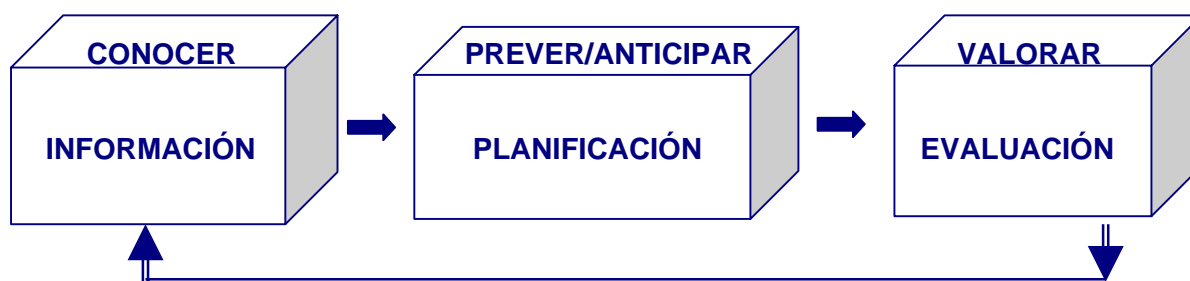 CONOCER
INFORMACIÓN
PREVER/ANTICIPAR
PLANIFICACIÓN
VALORAR
EVALUACIÓN